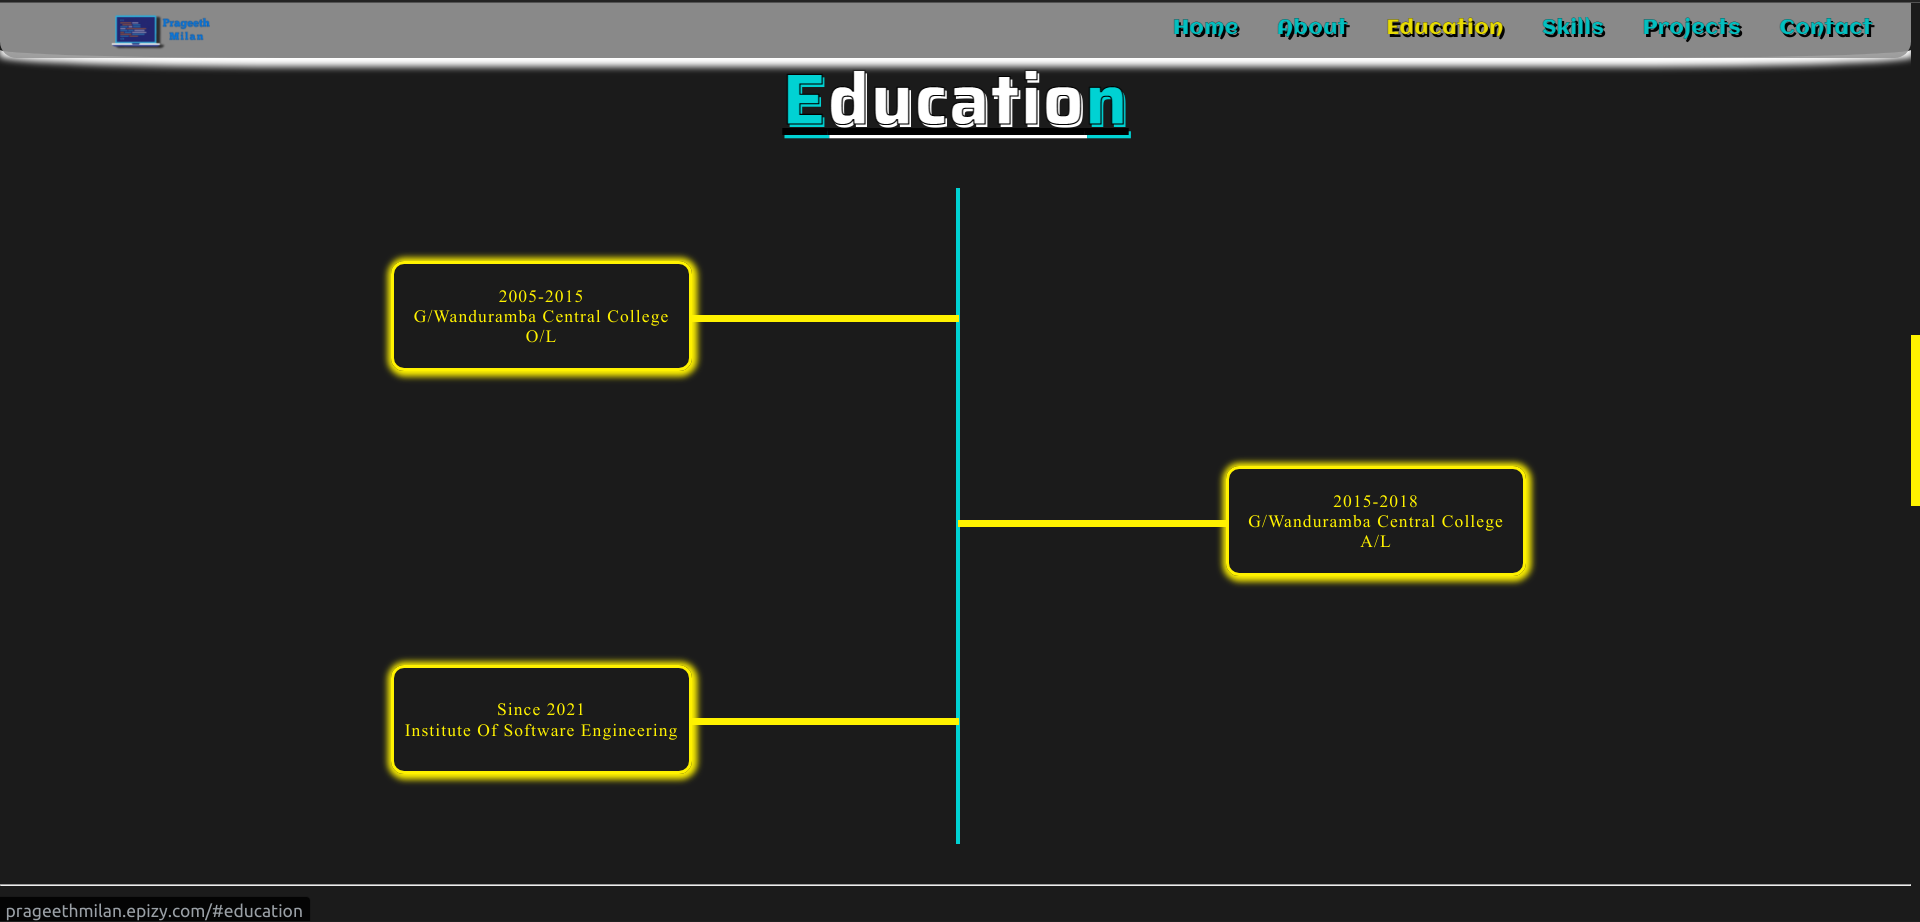 Prageeth
Milan
Home About Education Skills Projects Contact
Education
2005-2015
G/Wanduramba Central College
O/L
2015-2018
G/Wanduramba Central College
A/L
Since 2021
Institute Of Software Engineering
prageethmilan.epizy.com/#education